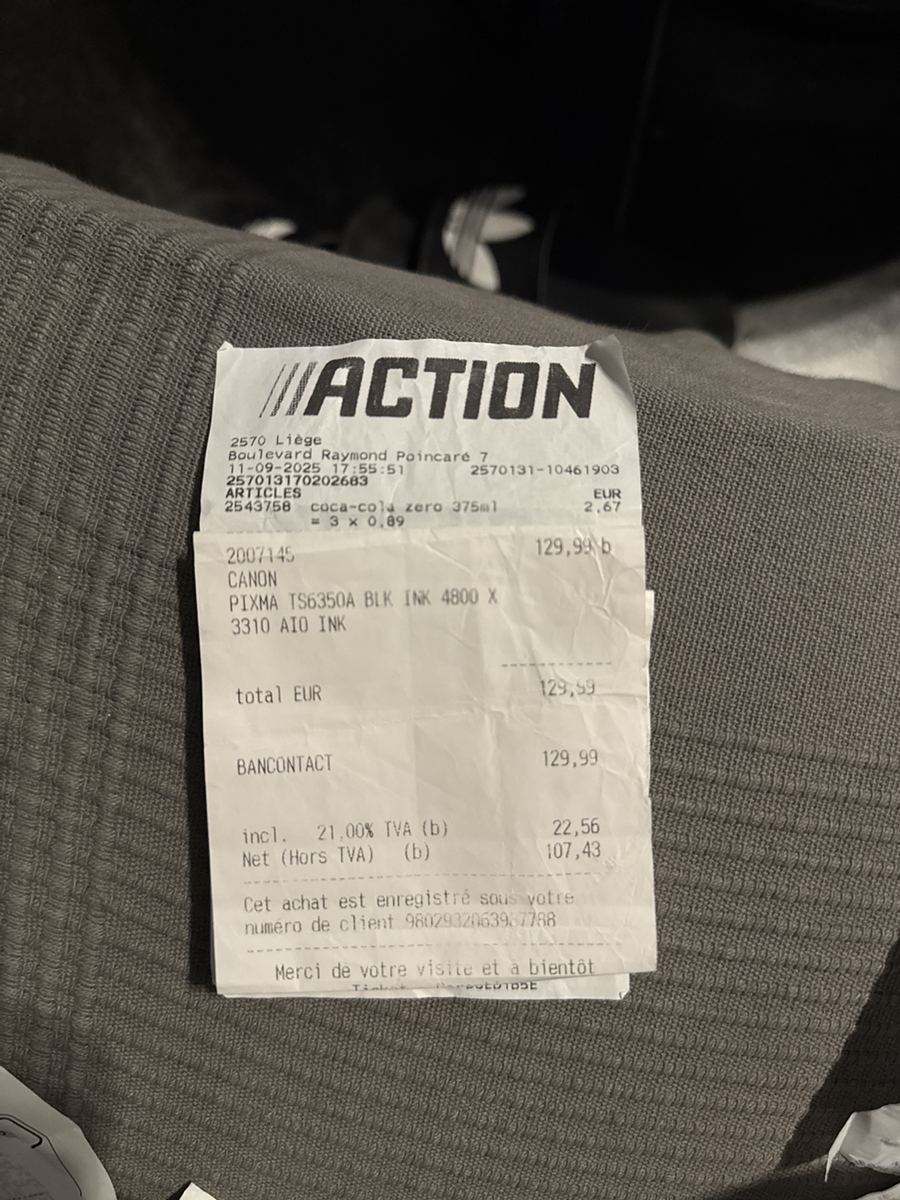 ///ACTION
2570 Liège
Boulevard Raymond Poincaré 7
11-09-2025 17:55:51 2570131-10461903
257013170202683
ARTICLES EUR
2543758 coca-cola zero 375ml 2,67
= 3 x 0,89
2007145 129,99 b
CANON
PIXMA TS6350A BLK INK 4800 X
3310 AIO INK
total EUR 129,99
BANCONTACT 129,99
incl. 21,00% TVA (b) 22,56
Net (Hors TVA) (b) 107,43
Cet achat est enregistré sous votre
numéro de client
Merci de votre visite et à bientôt